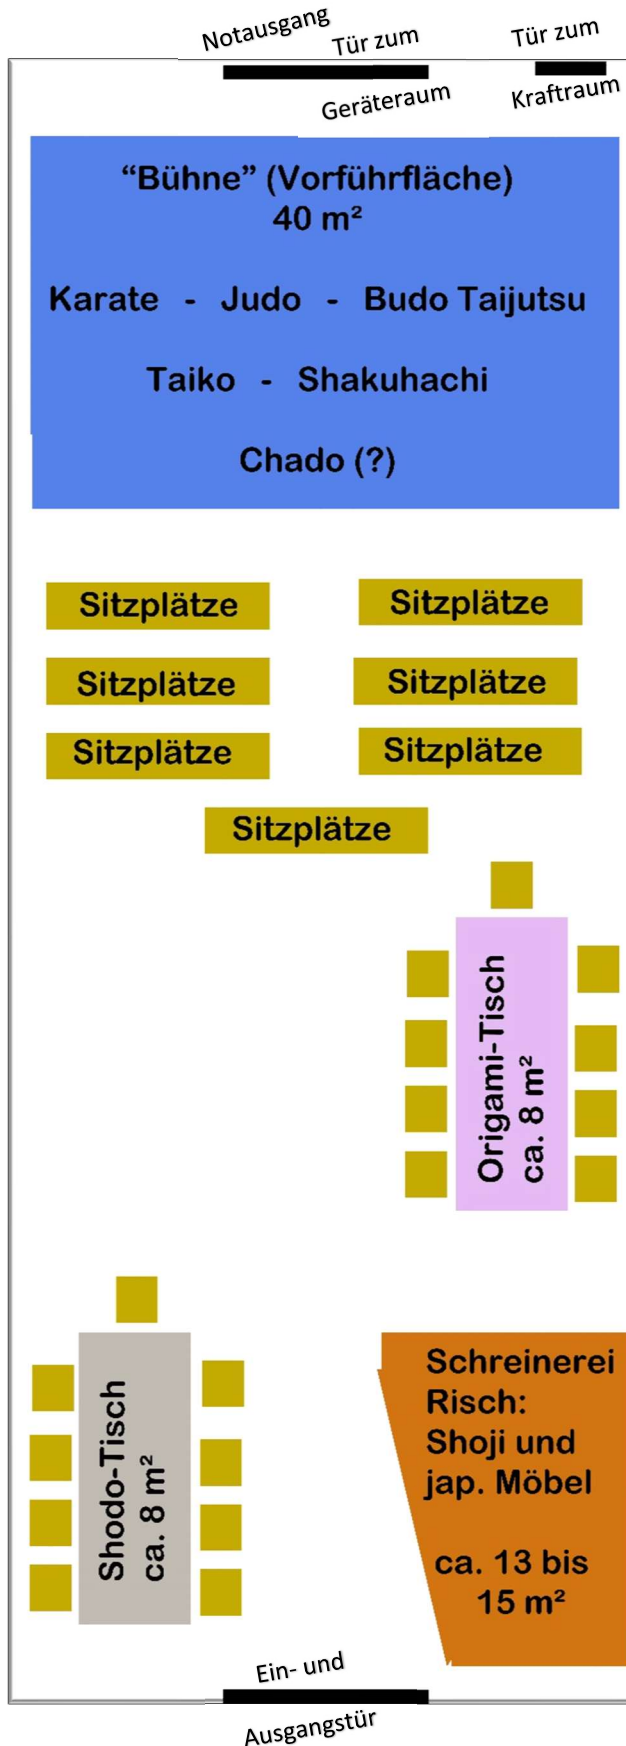 Notausgang
Tür zum
Geräteraum
Tür zum
Kraftraum
“Bühne” (Vorführfläche)
40 m²
Karate - Judo - Budo Taijutsu
Taiko - Shakuhachi
Chado (?)
Sitzplätze
Sitzplätze
Sitzplätze
Sitzplätze
Sitzplätze
Sitzplätze
Sitzplätze
Origami-Tisch
ca. 8 m²
Shodo-Tisch
ca. 8 m²
Schreinerei
Risch:
Shoji und
jap. Möbel
ca. 13 bis
15 m²
Ein- und
Ausgangstür